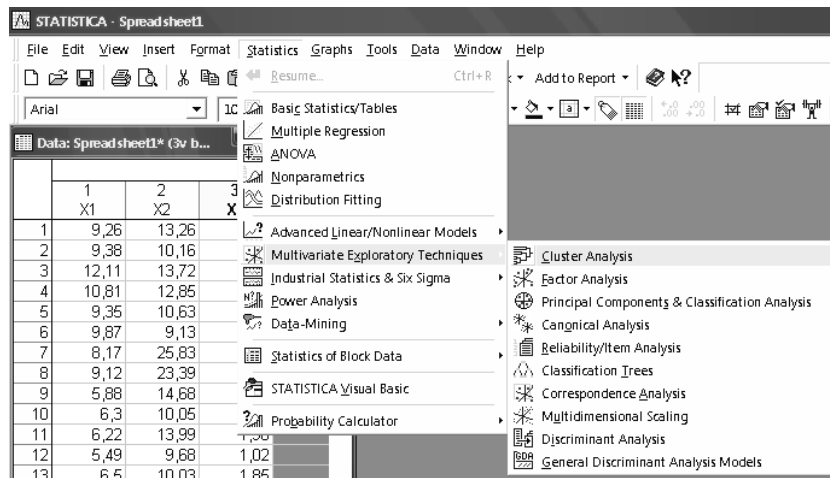 STATISTICA - Spreadsheet1
File Edit View Insert Format Statistics Graphs Tools Data Window Help
Resume... Ctrl+R
Add to Report
Arial
10
Basic Statistics/Tables
Multiple Regression
ANOVA
Nonparametrics
Distribution Fitting
Advanced Linear/Nonlinear Models
Multivariate Exploratory Techniques
Industrial Statistics & Six Sigma
Power Analysis
Data-Mining
Statistics of Block Data
STATISTICA Visual Basic
Probability Calculator
Cluster Analysis
Factor Analysis
Principal Components & Classification Analysis
Canonical Analysis
Reliability/Item Analysis
Classification Trees
Correspondence Analysis
Multidimensional Scaling
Discriminant Analysis
General Discriminant Analysis Models
Data: Spreadsheet1* (3v b...
1 2 3
X1 X2 X
1 9,26 13,26
2 9,38 10,16
3 12,11 13,72
4 10,81 12,85
5 9,35 10,63
6 9,87 9,13
7 8,17 25,83
8 9,12 23,39
9 5,88 14,68
10 6,3 10,05
11 6,22 13,99
12 5,49 9,68 1,02
13 6,5 10,03 1,85